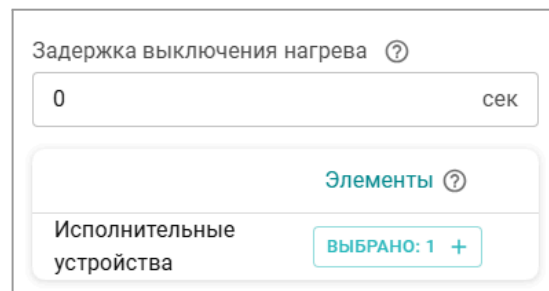 Задержка выключения нагрева ?
0 сек
Элементы ?
Исполнительные
устройства
ВЫБРАНО: 1 +